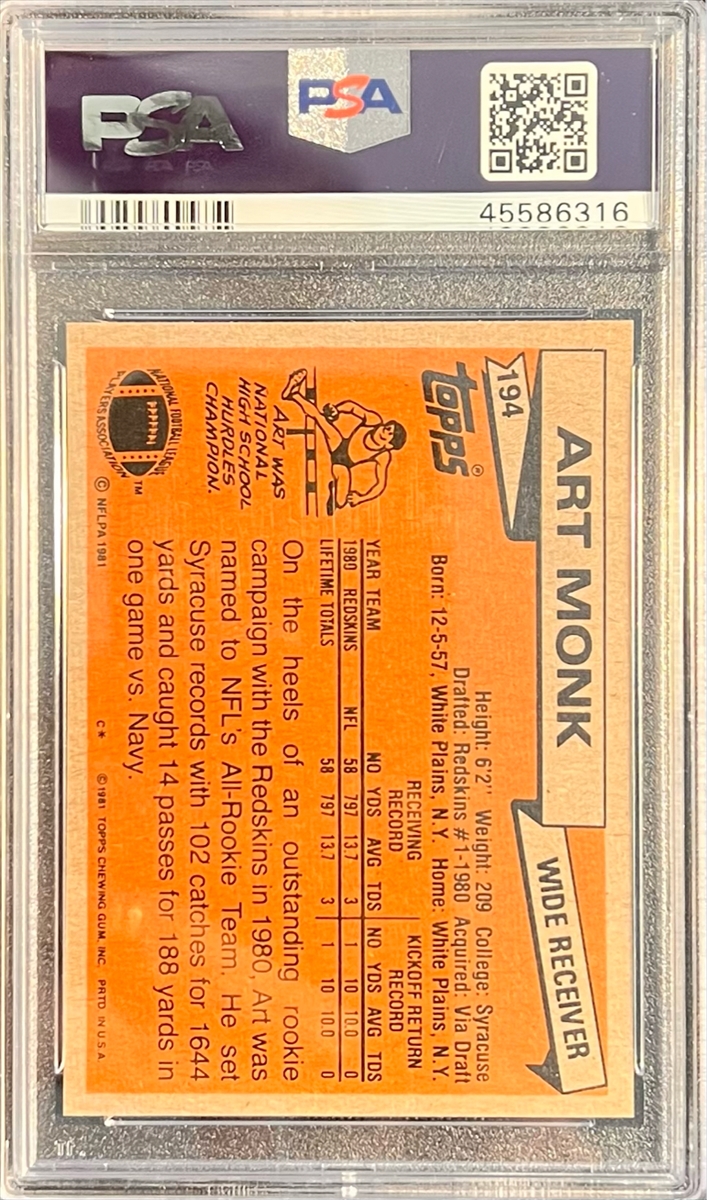 PSA
PSA
45586316
194
ART MONK
WIDE RECEIVER
topps®
Height: 6'2" Weight: 209 College: Syracuse
Drafted: Redskins #1-1980 Acquired: Via Draft
Born: 12-5-57, White Plains, N.Y. Home: White Plains, N.Y.
RECEIVING RECORD KICKOFF RETURN RECORD
YEAR TEAM NO YDS AVG TDS NO YDS AVG TDS
1980 REDSKINS NFL 58 797 13.7 3 1 10 10.0 0
LIFETIME TOTALS 58 797 13.7 3 1 10 10.0 0
ART WAS
NATIONAL
HIGH SCHOOL
HURDLES
CHAMPION.
On the heels of an outstanding rookie
campaign with the Redskins in 1980, Art was
named to NFL's All-Rookie Team. He set
Syracuse records with 102 catches for 1644
yards and caught 14 passes for 188 yards in
one game vs. Navy.
NATIONAL FOOTBALL LEAGUE
PLAYERS ASSOCIATION
™
© NFLPA 1981
C* ©1981 TOPPS CHEWING GUM, INC. PRTD. IN U.S.A.